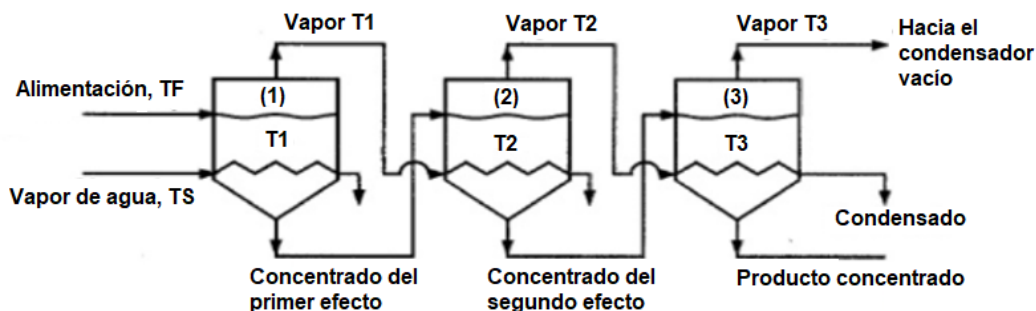 Vapor T1
Vapor T2
Vapor T3
Hacia el
condensador
vacío
Alimentación, TF
(1)
(2)
(3)
T1
T2
T3
Vapor de agua, TS
Condensado
Concentrado del
primer efecto
Concentrado del
segundo efecto
Producto concentrado